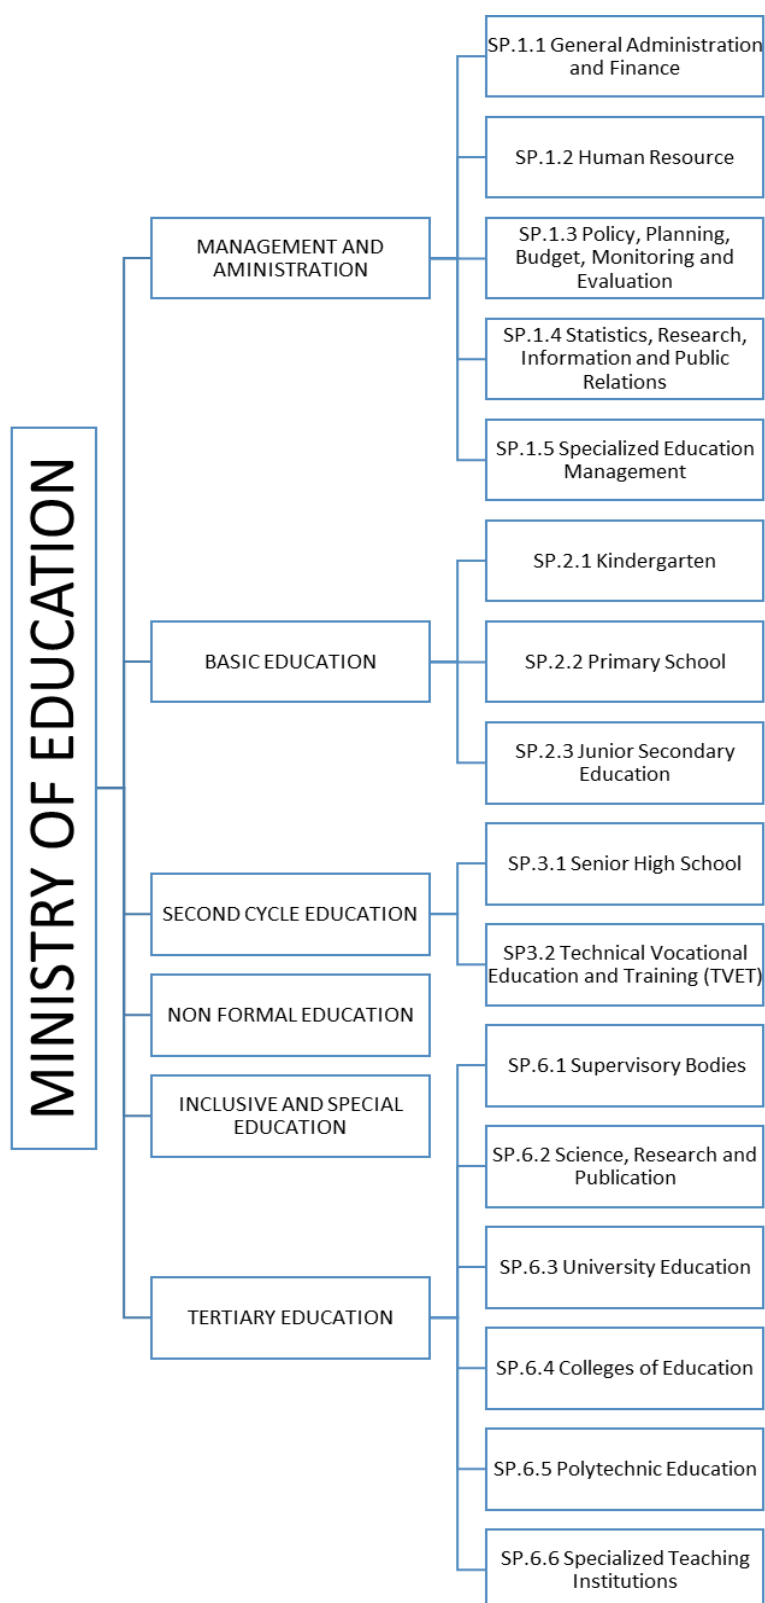 MINISTRY OF EDUCATION
MANAGEMENT AND
AMINISTRATION
SP.1.1 General Administration
and Finance
SP.1.2 Human Resource
SP.1.3 Policy, Planning,
Budget, Monitoring and
Evaluation
SP.1.4 Statistics, Research,
Information and Public
Relations
SP.1.5 Specialized Education
Management
BASIC EDUCATION
SP.2.1 Kindergarten
SP.2.2 Primary School
SP.2.3 Junior Secondary
Education
SECOND CYCLE EDUCATION
SP.3.1 Senior High School
SP3.2 Technical Vocational
Education and Training (TVET)
NON FORMAL EDUCATION
INCLUSIVE AND SPECIAL
EDUCATION
TERTIARY EDUCATION
SP.6.1 Supervisory Bodies
SP.6.2 Science, Research and
Publication
SP.6.3 University Education
SP.6.4 Colleges of Education
SP.6.5 Polytechnic Education
SP.6.6 Specialized Teaching
Institutions